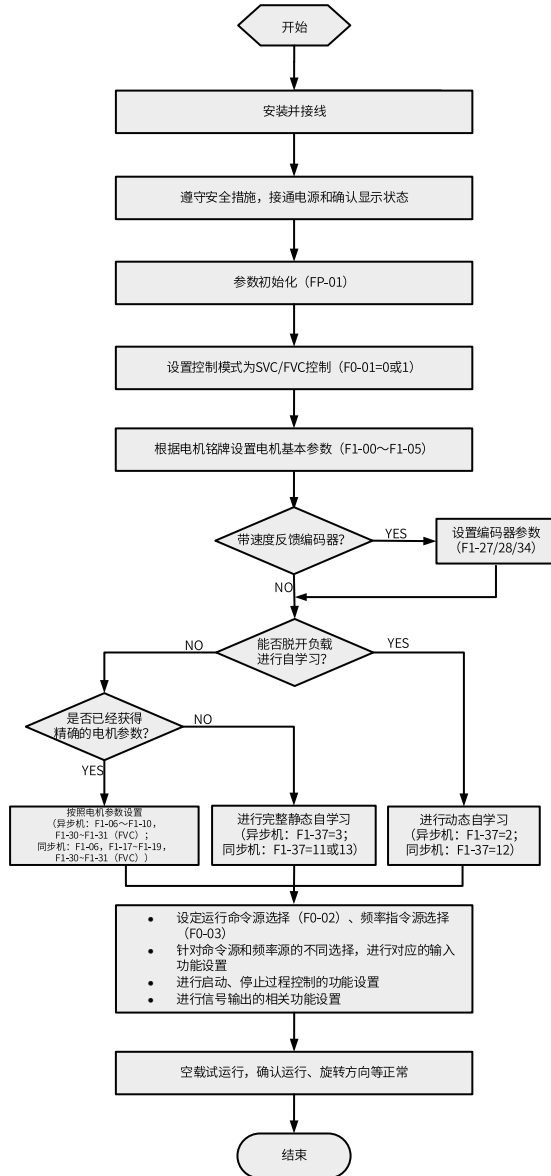 开始
安装并接线
遵守安全措施，接通电源和确认显示状态
参数初始化（FP-01）
设置控制模式为SVC/FVC控制（F0-01=0或1）
根据电机铭牌设置电机基本参数（F1-00～F1-05）
带速度反馈编码器？
YES
设置编码器参数
（F1-27/28/34）
NO
能否脱开负载
进行自学习？
NO
YES
是否已经获得
精确的电机参数？
NO
YES
按照电机参数设置
（异步机：F1-06～F1-10，
F1-30~F1-31（FVC）；
同步机：F1-06，F1-17~F1-19，
F1-30~F1-31（FVC））
进行完整静态自学习
（异步机：F1-37=3；
同步机：F1-37=11或13）
进行动态自学习
（异步机：F1-37=2；
同步机：F1-37=12）
• 设定运行命令源选择（F0-02）、频率指令源选择
（F0-03）
• 针对命令源和频率源的不同选择，进行对应的输入
功能设置
• 进行启动、停止过程控制的功能设置
• 进行信号输出的相关功能设置
空载试运行，确认运行、旋转方向等正常
结束